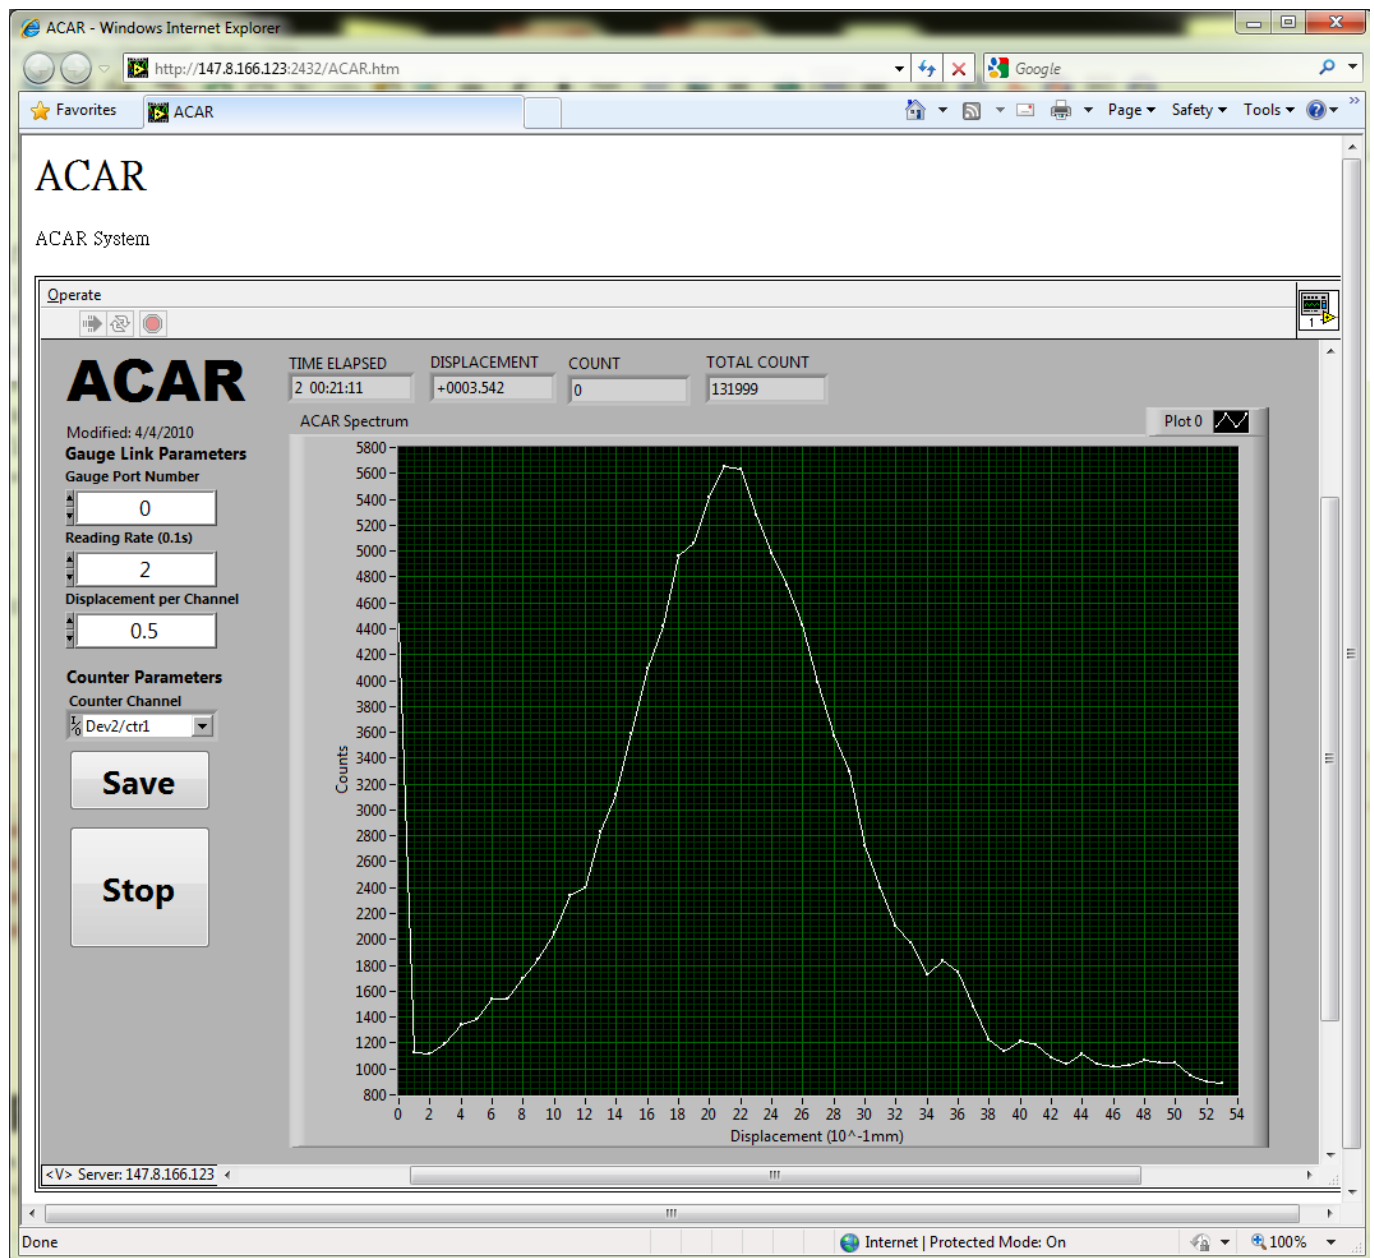 ACAR - Windows Internet Explorer
http://147.8.166.123:2432/ACAR.htm
Google
Favorites
ACAR
Page
Safety
Tools
ACAR
ACAR System
Operate
1
ACAR
TIME ELAPSED
DISPLACEMENT
COUNT
TOTAL COUNT
2 00:21:11
+0003.542
0
131999
Modified: 4/4/2010
Gauge Link Parameters
Gauge Port Number
0
Reading Rate (0.1s)
2
Displacement per Channel
0.5
Counter Parameters
Counter Channel
I/O Dev2/ctr1
Save
Stop
ACAR Spectrum
Plot 0
5800
5600
5400
5200
5000
4800
4600
4400
4200
4000
3800
3600
3400
3200
3000
2800
2600
2400
2200
2000
1800
1600
1400
1200
1000
800
Counts
0 2 4 6 8 10 12 14 16 18 20 22 24 26 28 30 32 34 36 38 40 42 44 46 48 50 52 54
Displacement (10^-1mm)
<V> Server: 147.8.166.123
Done
Internet | Protected Mode: On
100%